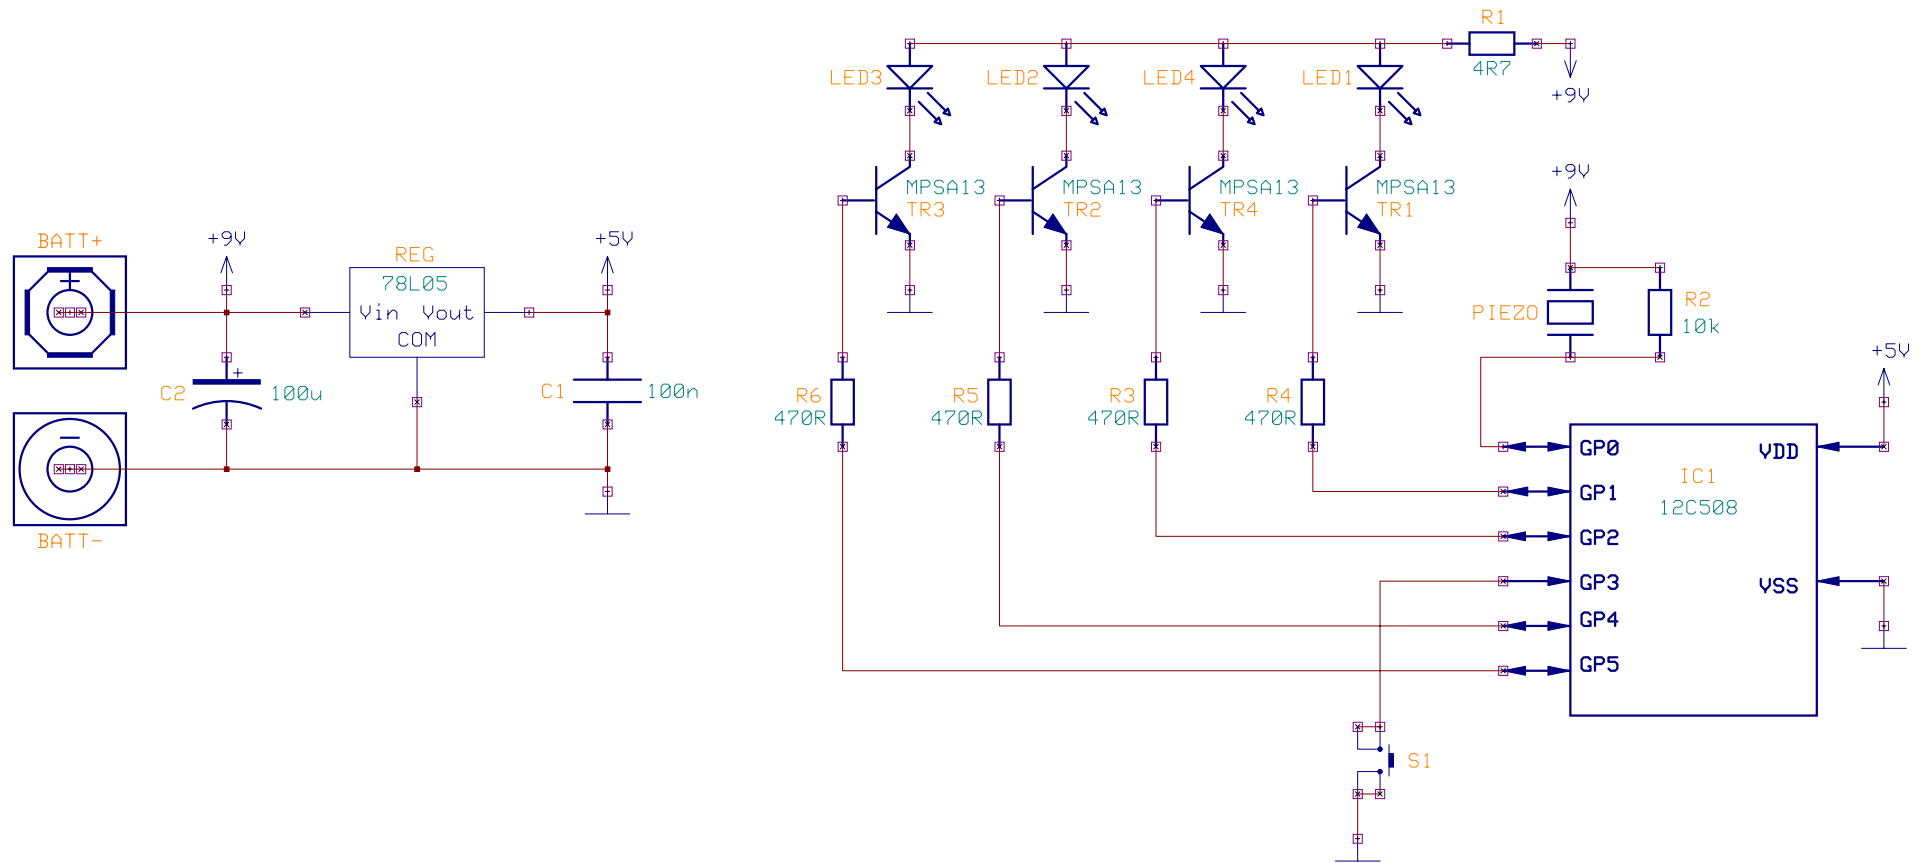 R1
4R7
+9V
LED3
LED2
LED4
LED1
MPSA13
TR3
MPSA13
TR2
MPSA13
TR4
MPSA13
TR1
+9V
BATT+
+9V
REG
78L05
Vin Vout
COM
+5V
C2
+
100u
C1
100n
BATT-
R6
470R
R5
470R
R3
470R
R4
470R
PIEZO
R2
10k
+5V
GP0
VDD
IC1
12C508
GP1
GP2
GP3
VSS
GP4
GP5
S1